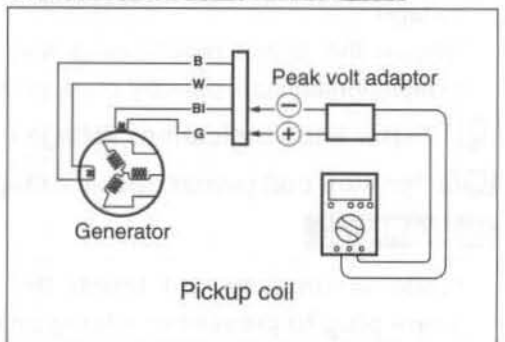 B
W
Bl
G
Peak volt adaptor
−
+
Generator
Pickup coil